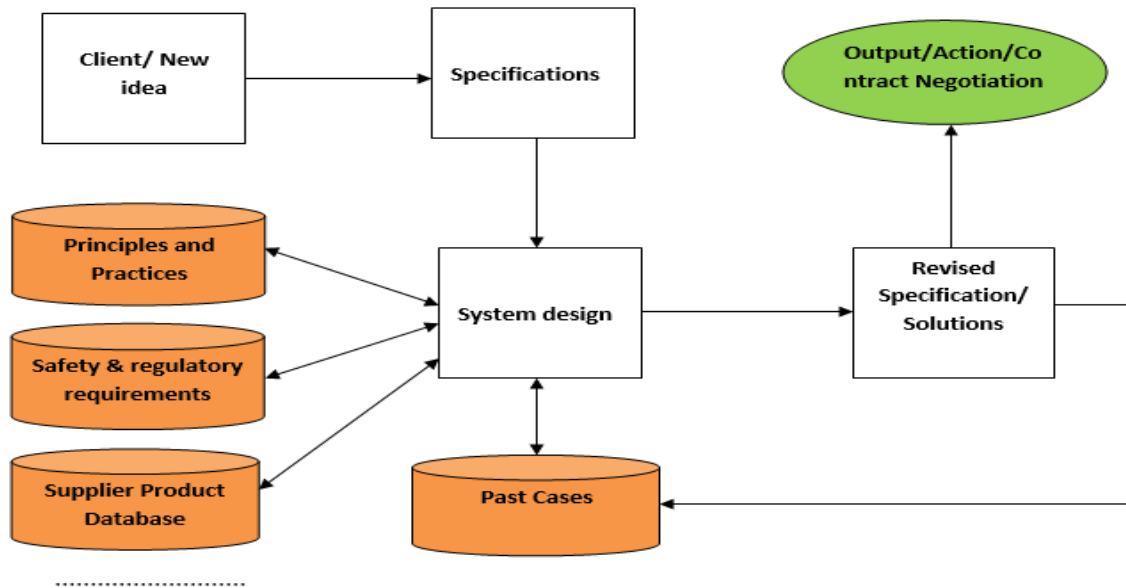 Client/ New
idea
Specifications
Output/Action/Co
ntract Negotiation
Principles and
Practices
System design
Revised
Specification/
Solutions
Safety & regulatory
requirements
Supplier Product
Database
Past Cases